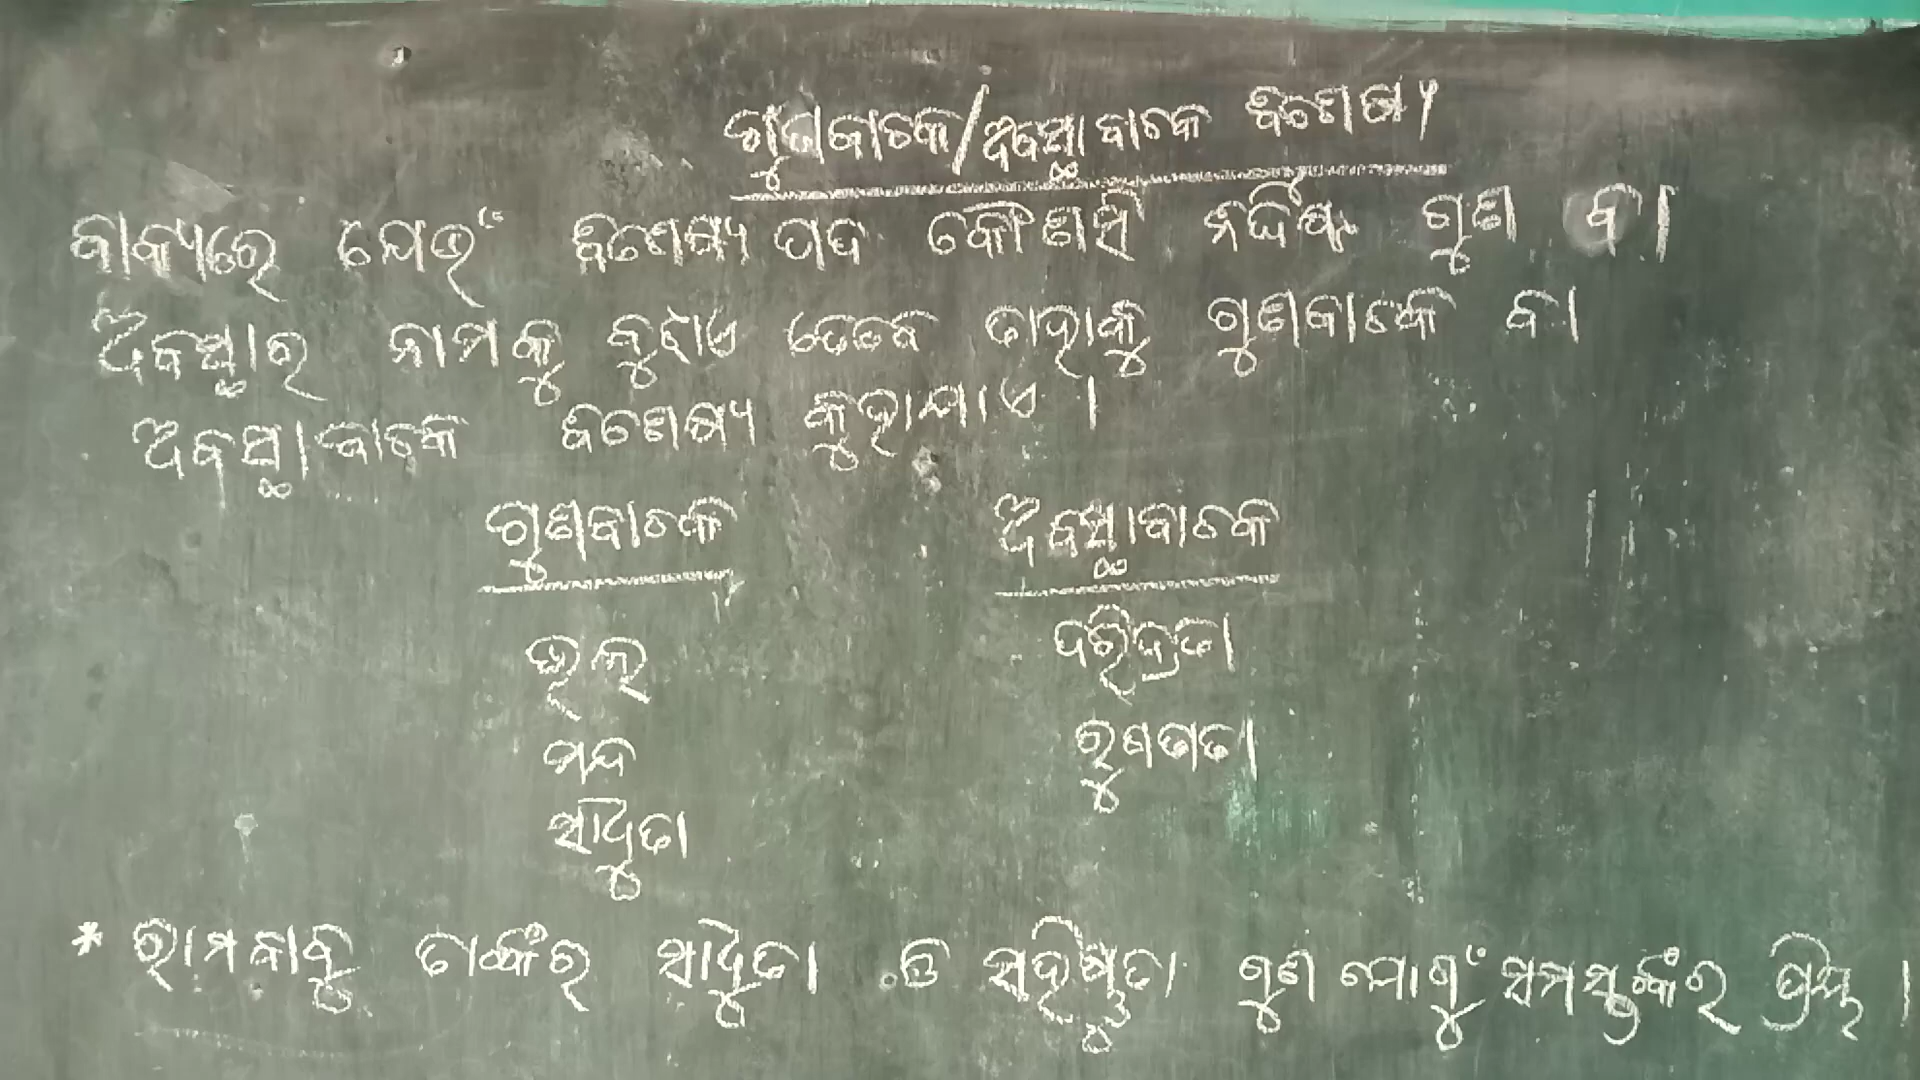 ଗୁଣବାଚକ/ଅବସ୍ଥାବାଚକ ବିଶେଷ୍ୟ
ବାକ୍ୟରେ ଯେଉଁ ବିଶେଷ୍ୟ ପଦ କୌଣସି ନିର୍ଦ୍ଦିଷ୍ଟ ଗୁଣ ବା
ଅବସ୍ଥାର ନାମକୁ ବୁଝାଏ ତେବେ ତାହାକୁ ଗୁଣବାଚକ ବା
ଅବସ୍ଥାବାଚକ ବିଶେଷ୍ୟ କୁହାଯାଏ ।
ଗୁଣବାଚକ ଅବସ୍ଥାବାଚକ
ଭଲ ଦରିଦ୍ରତା
ମନ୍ଦ ରୁଗଣତା
ସାଧୁତା
* ରାମବାବୁ ତାଙ୍କର ସାଧୁତା ଓ ସହିଷ୍ଣୁତା ଗୁଣ ଯୋଗୁଁ ସମସ୍ତଙ୍କର ପ୍ରିୟ ।